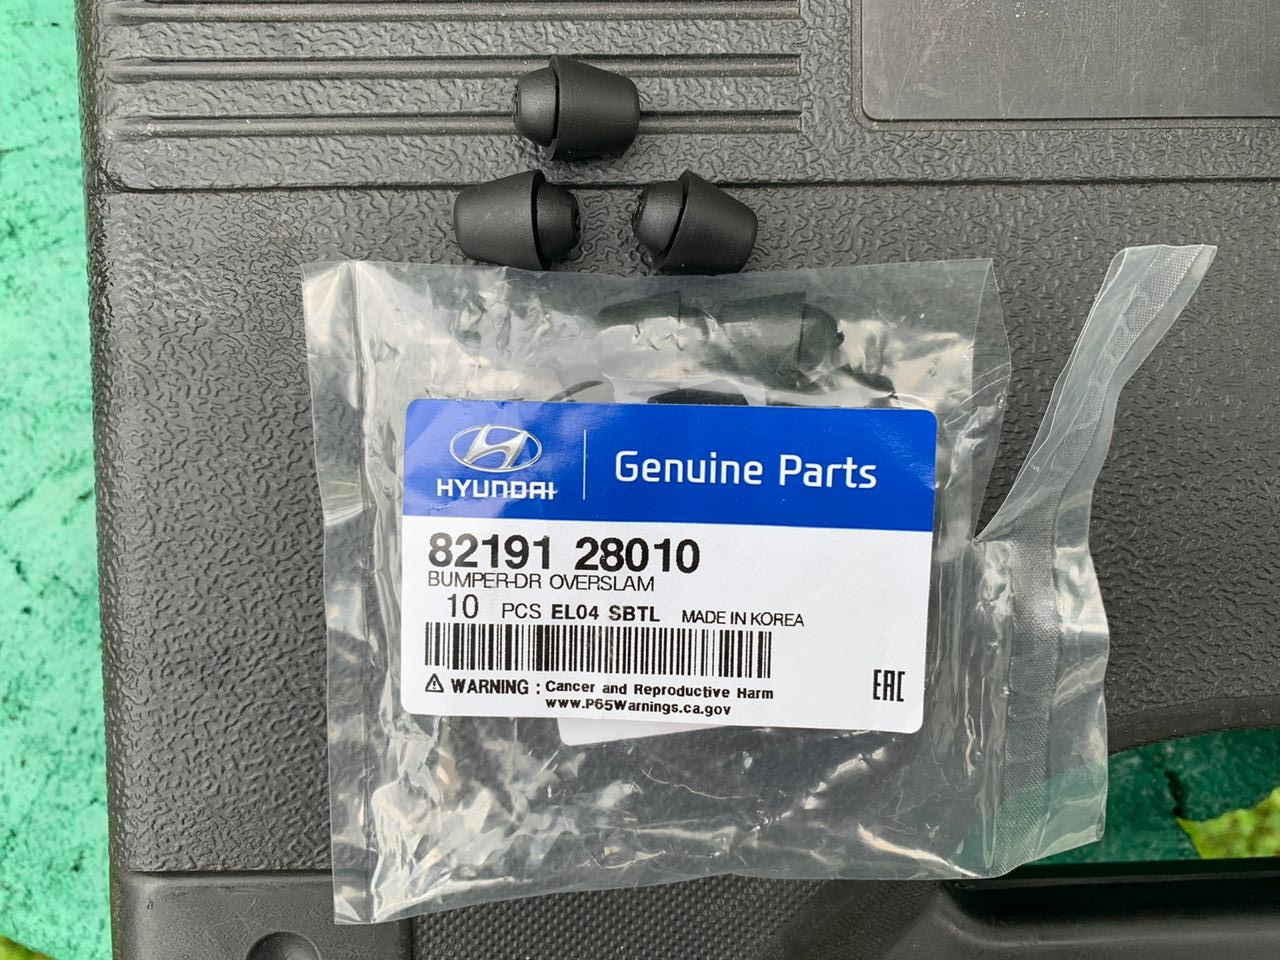 HYUNDAI
Genuine Parts
82191 28010
BUMPER-DR OVERSLAM
10 PCS EL04 SBTL MADE IN KOREA
WARNING : Cancer and Reproductive Harm
www.P65Warnings.ca.gov
EAC